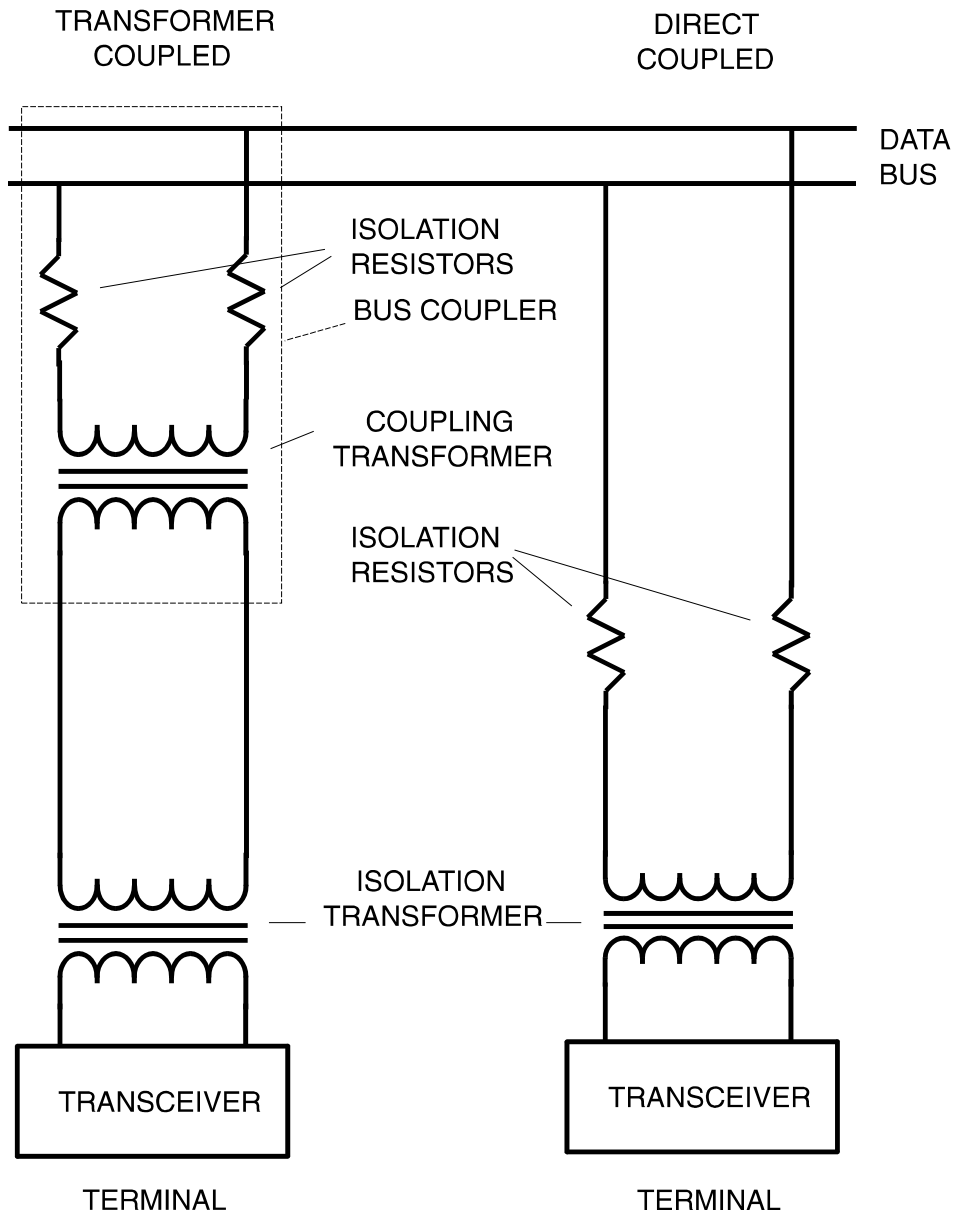 TRANSFORMER
COUPLED
DIRECT
COUPLED
DATA
BUS
ISOLATION
RESISTORS
BUS COUPLER
COUPLING
TRANSFORMER
ISOLATION
RESISTORS
ISOLATION
TRANSFORMER
TRANSCEIVER
TRANSCEIVER
TERMINAL
TERMINAL